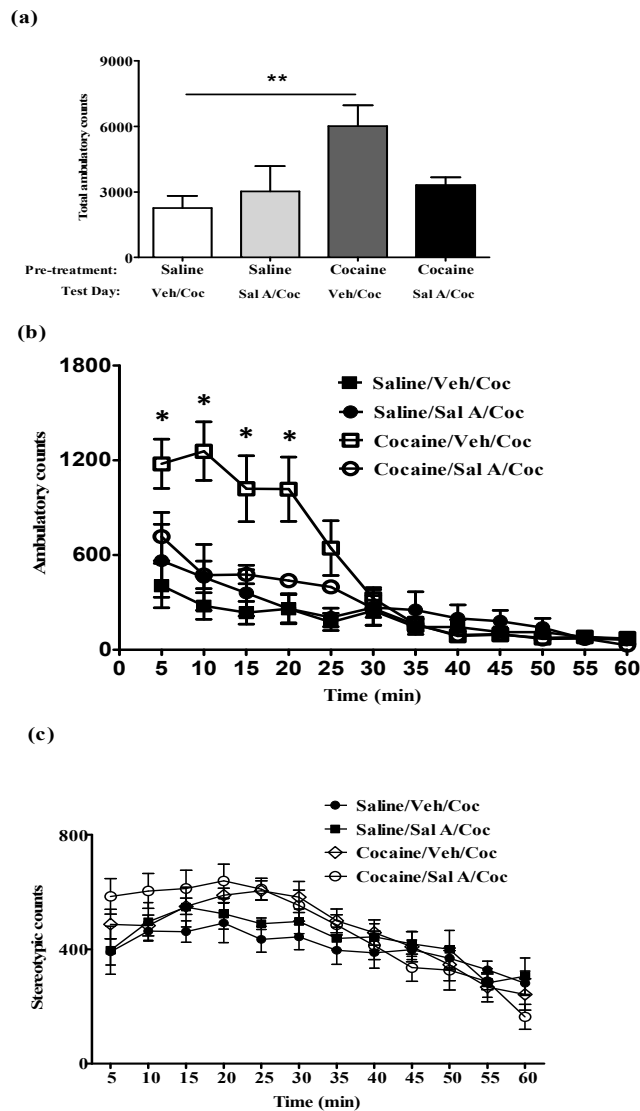 (a)
9000
**
6000
3000
0
Total ambulatory counts
Pre-treatment: Saline Saline Cocaine Cocaine
Test Day: Veh/Coc Sal A/Coc Veh/Coc Sal A/Coc
(b)
1800
1200
600
0
Ambulatory counts
* * * *
Saline/Veh/Coc
Saline/Sal A/Coc
Cocaine/Veh/Coc
Cocaine/Sal A/Coc
0 5 10 15 20 25 30 35 40 45 50 55 60
Time (min)
(c)
Saline/Veh/Coc
Saline/Sal A/Coc
Cocaine/Veh/Coc
Cocaine/Sal A/Coc
800
400
0
Stereotypic counts
5 10 15 20 25 30 35 40 45 50 55 60
Time (min)